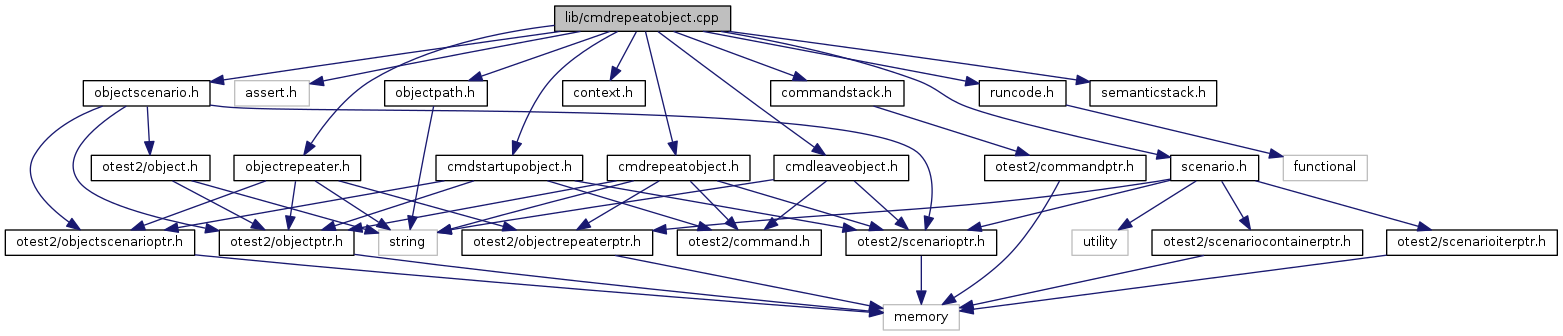 lib/cmdrepeatobject.cpp
objectscenario.h
assert.h
objectpath.h
context.h
commandstack.h
runcode.h
semanticstack.h
otest2/object.h
objectrepeater.h
cmdstartupobject.h
cmdrepeatobject.h
cmdleaveobject.h
otest2/commandptr.h
scenario.h
functional
otest2/objectscenarioptr.h
otest2/objectptr.h
string
otest2/objectrepeaterptr.h
otest2/command.h
otest2/scenarioptr.h
utility
otest2/scenariocontainerptr.h
otest2/scenarioiterptr.h
memory